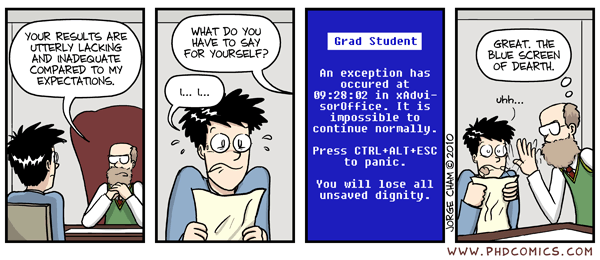 YOUR RESULTS ARE
UTTERLY LACKING
AND INADEQUATE
COMPARED TO MY
EXPECTATIONS.
WHAT DO YOU
HAVE TO SAY
FOR YOURSELF?
I... I...
Grad Student
An exception has
occured at
09:28:02 in xAdvi-
sorOffice. It is
impossible to
continue normally.
Press CTRL+ALT+ESC
to panic.
You will lose all
unsaved dignity.
GREAT. THE
BLUE SCREEN
OF DEARTH.
uhh...
JORGE CHAM © 2010
WWW.PHDCOMICS.COM